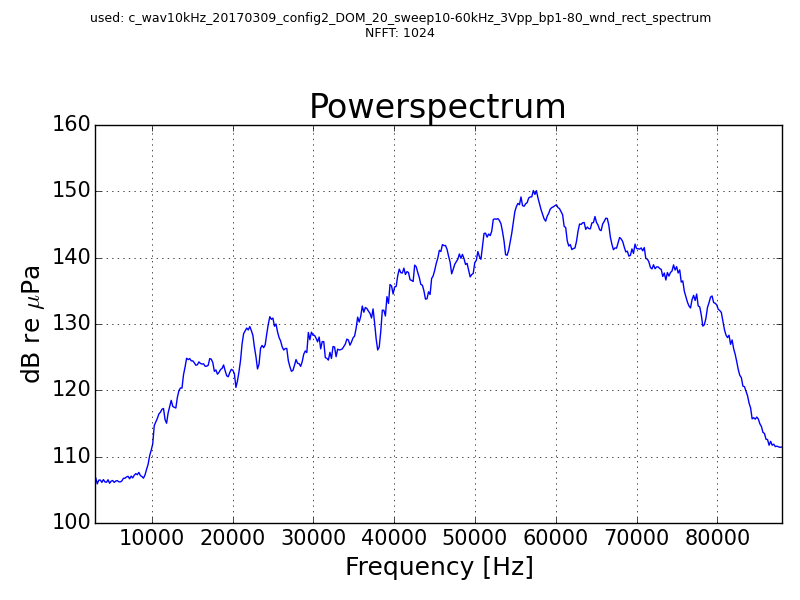 used: c_wav10kHz_20170309_config2_DOM_20_sweep10-60kHz_3Vpp_bp1-80_wnd_rect_spectrum
NFFT: 1024
Powerspectrum
160
150
140
130
120
110
100
dB re μPa
10000 20000 30000 40000 50000 60000 70000 80000
Frequency [Hz]